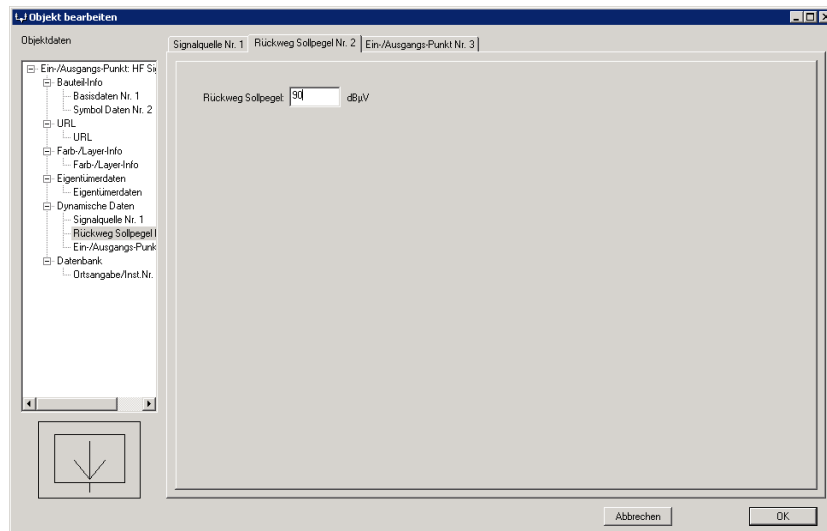 Objekt bearbeiten
Objektdaten
Signalquelle Nr. 1
Rückweg Sollpegel Nr. 2
Ein-/Ausgangs-Punkt Nr. 3
Ein-/Ausgangs-Punkt: HF Si
Bauteil-Info
Basisdaten Nr. 1
Symbol Daten Nr. 2
URL
URL
Farb-/Layer-Info
Farb-/Layer-Info
Eigentümerdaten
Eigentümerdaten
Dynamische Daten
Signalquelle Nr. 1
Rückweg Sollpegel
Ein-/Ausgangs-Punk
Datenbank
Ortsangabe/Inst.Nr.
Rückweg Sollpegel: 90 dBµV
Abbrechen
OK